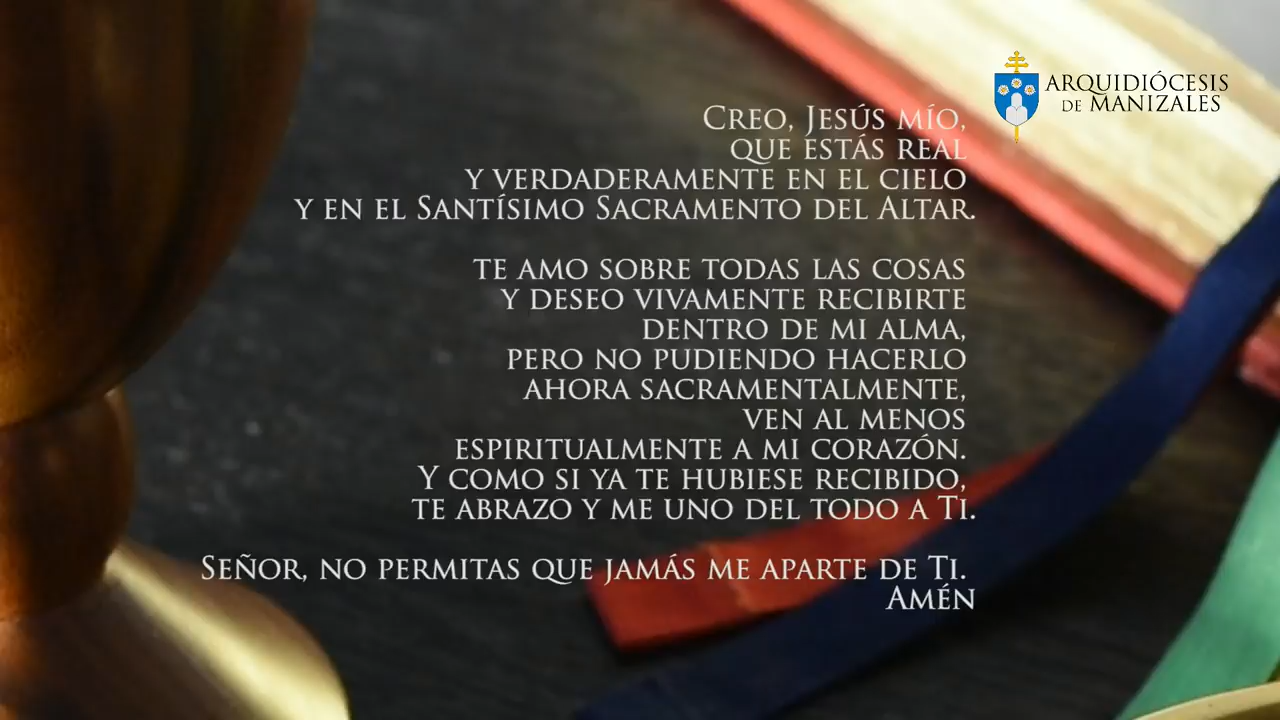 ARQUIDIÓCESIS
DE MANIZALES
CREO, JESÚS MÍO,
QUE ESTÁS REAL
Y VERDADERAMENTE EN EL CIELO
Y EN EL SANTÍSIMO SACRAMENTO DEL ALTAR.
TE AMO SOBRE TODAS LAS COSAS
Y DESEO VIVAMENTE RECIBIRTE
DENTRO DE MI ALMA,
PERO NO PUDIENDO HACERLO
AHORA SACRAMENTALMENTE,
VEN AL MENOS
ESPIRITUALMENTE A MI CORAZÓN.
Y COMO SI YA TE HUBIESE RECIBIDO,
TE ABRAZO Y ME UNO DEL TODO A TI.
SEÑOR, NO PERMITAS QUE JAMÁS ME APARTE DE TI.
AMÉN